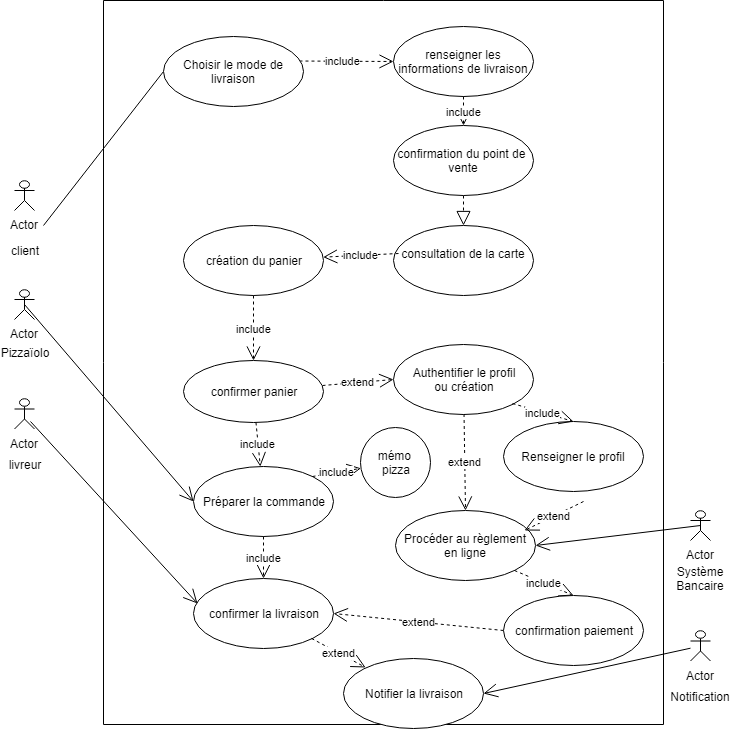 Choisir le mode de
livraison
include
renseigner les
informations de livraison
include
confirmation du point de
vente
Actor
client
création du panier
include
consultation de la carte
include
Actor
Pizzaïolo
confirmer panier
extend
Authentifier le profil
ou création
include
Actor
livreur
include
mémo
pizza
extend
Renseigner le profil
include
Préparer la commande
extend
Procéder au règlement
en ligne
Actor
Système
Bancaire
include
include
confirmer la livraison
extend
confirmation paiement
extend
Notifier la livraison
Actor
Notification